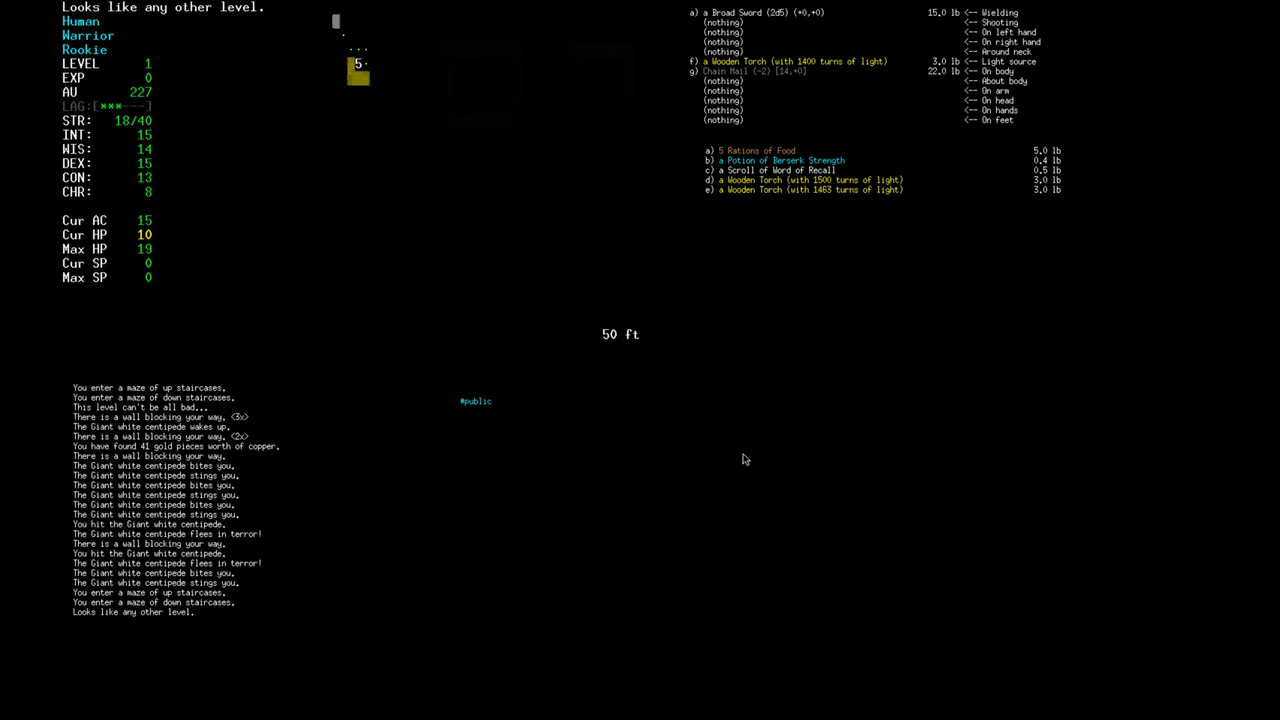 Looks like any other level.
Human
Warrior
Rookie
LEVEL 1
EXP 0
AU 227
LAG:[***---]
STR: 18/40
INT: 15
WIS: 14
DEX: 15
CON: 13
CHR: 8
Cur AC 15
Cur HP 10
Max HP 19
Cur SP 0
Max SP 0
.
...
5.
a) a Broad Sword (2d5) (+0,+0) 15.0 lb <-- Wielding
(nothing) <-- Shooting
(nothing) <-- On left hand
(nothing) <-- On right hand
(nothing) <-- Around neck
f) a Wooden Torch (with 1400 turns of light) 3.0 lb <-- Light source
g) Chain Mail (-2) [14,+0] 22.0 lb <-- On body
(nothing) <-- About body
(nothing) <-- On arm
(nothing) <-- On head
(nothing) <-- On hands
(nothing) <-- On feet
a) 5 Rations of Food 5.0 lb
b) a Potion of Berserk Strength 0.4 lb
c) a Scroll of Word of Recall 0.5 lb
d) a Wooden Torch (with 1500 turns of light) 3.0 lb
e) a Wooden Torch (with 1463 turns of light) 3.0 lb
50 ft
You enter a maze of up staircases.
You enter a maze of down staircases.
This level can't be all bad...
There is a wall blocking your way. <3x>
The Giant white centipede wakes up.
There is a wall blocking your way. <2x>
You have found 41 gold pieces worth of copper.
There is a wall blocking your way.
The Giant white centipede bites you.
The Giant white centipede stings you.
The Giant white centipede bites you.
The Giant white centipede stings you.
The Giant white centipede bites you.
The Giant white centipede stings you.
You hit the Giant white centipede.
The Giant white centipede flees in terror!
There is a wall blocking your way.
You hit the Giant white centipede.
The Giant white centipede flees in terror!
The Giant white centipede bites you.
The Giant white centipede stings you.
You enter a maze of up staircases.
You enter a maze of down staircases.
Looks like any other level.
#public